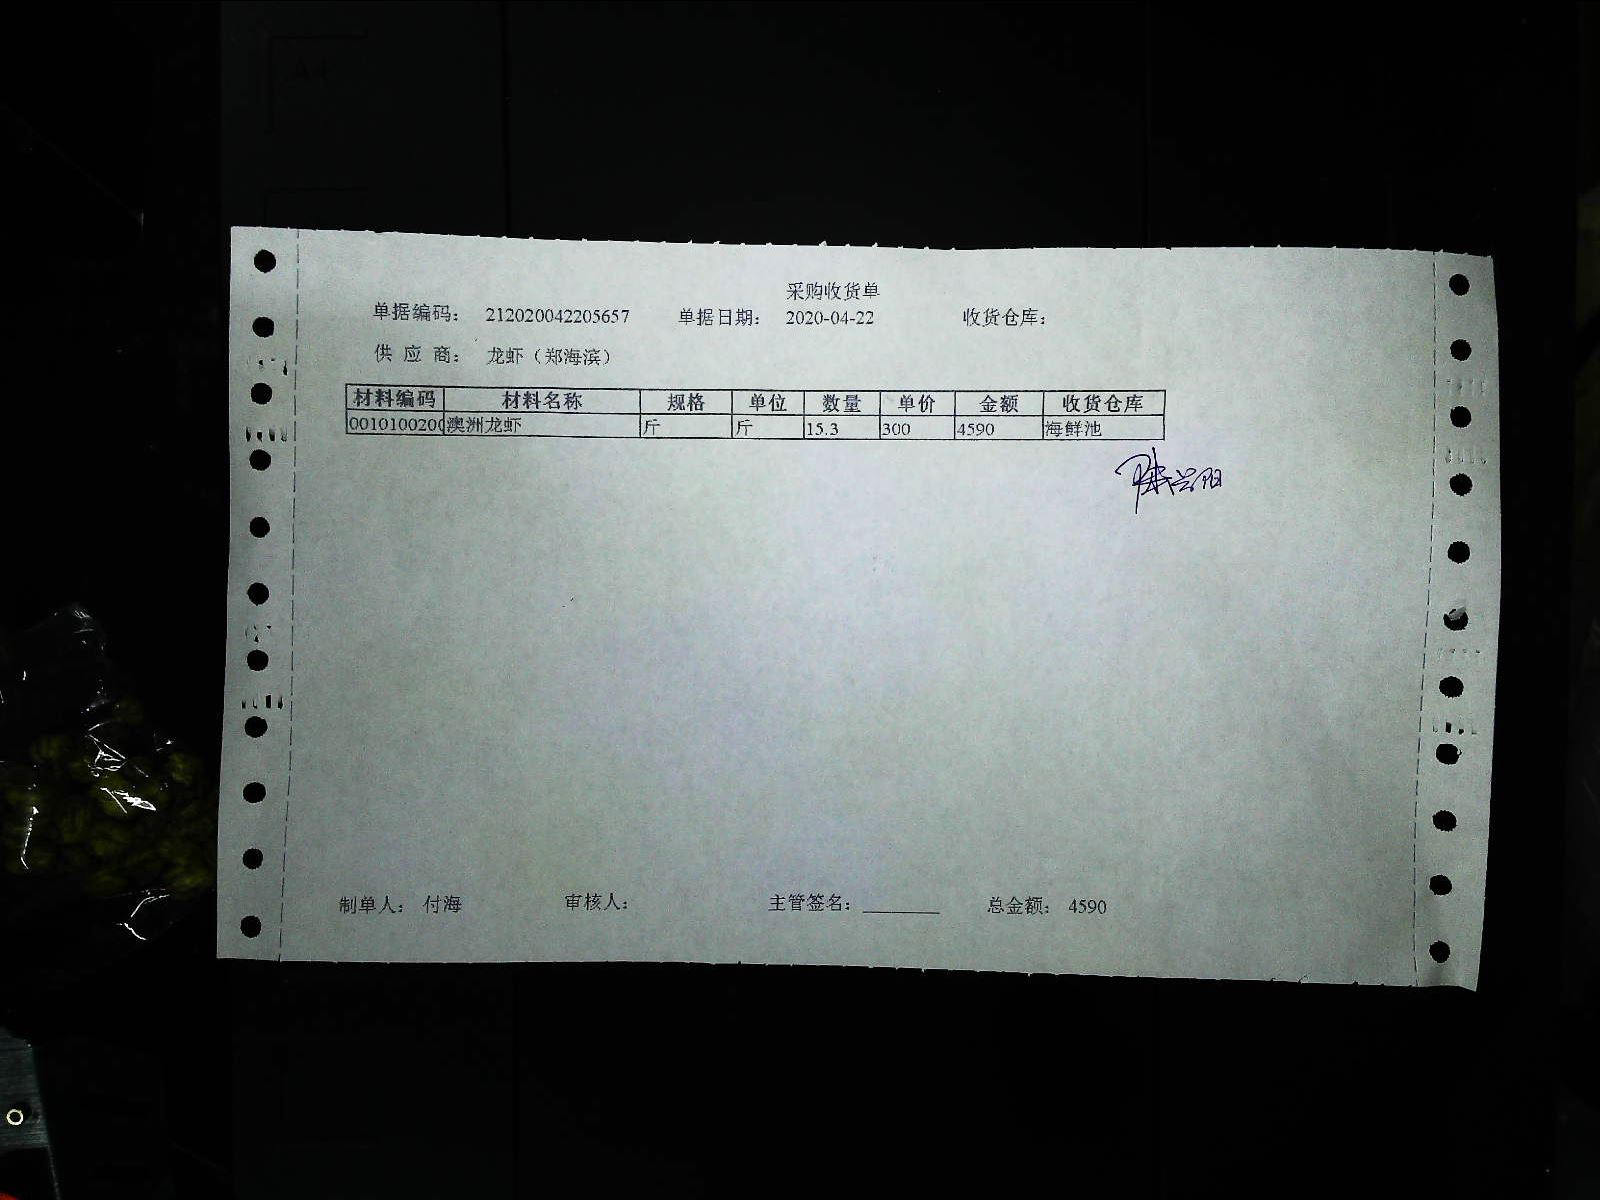 采购收货单
单据编码： 212020042205657 单据日期： 2020-04-22 收货仓库：
供 应 商： 龙虾（郑海滨）
材料编码 材料名称 规格 单位 数量 单价 金额 收货仓库
0010100200 澳洲龙虾 斤 斤 15.3 300 4590 海鲜池
制单人： 付海 审核人： 主管签名：________ 总金额： 4590